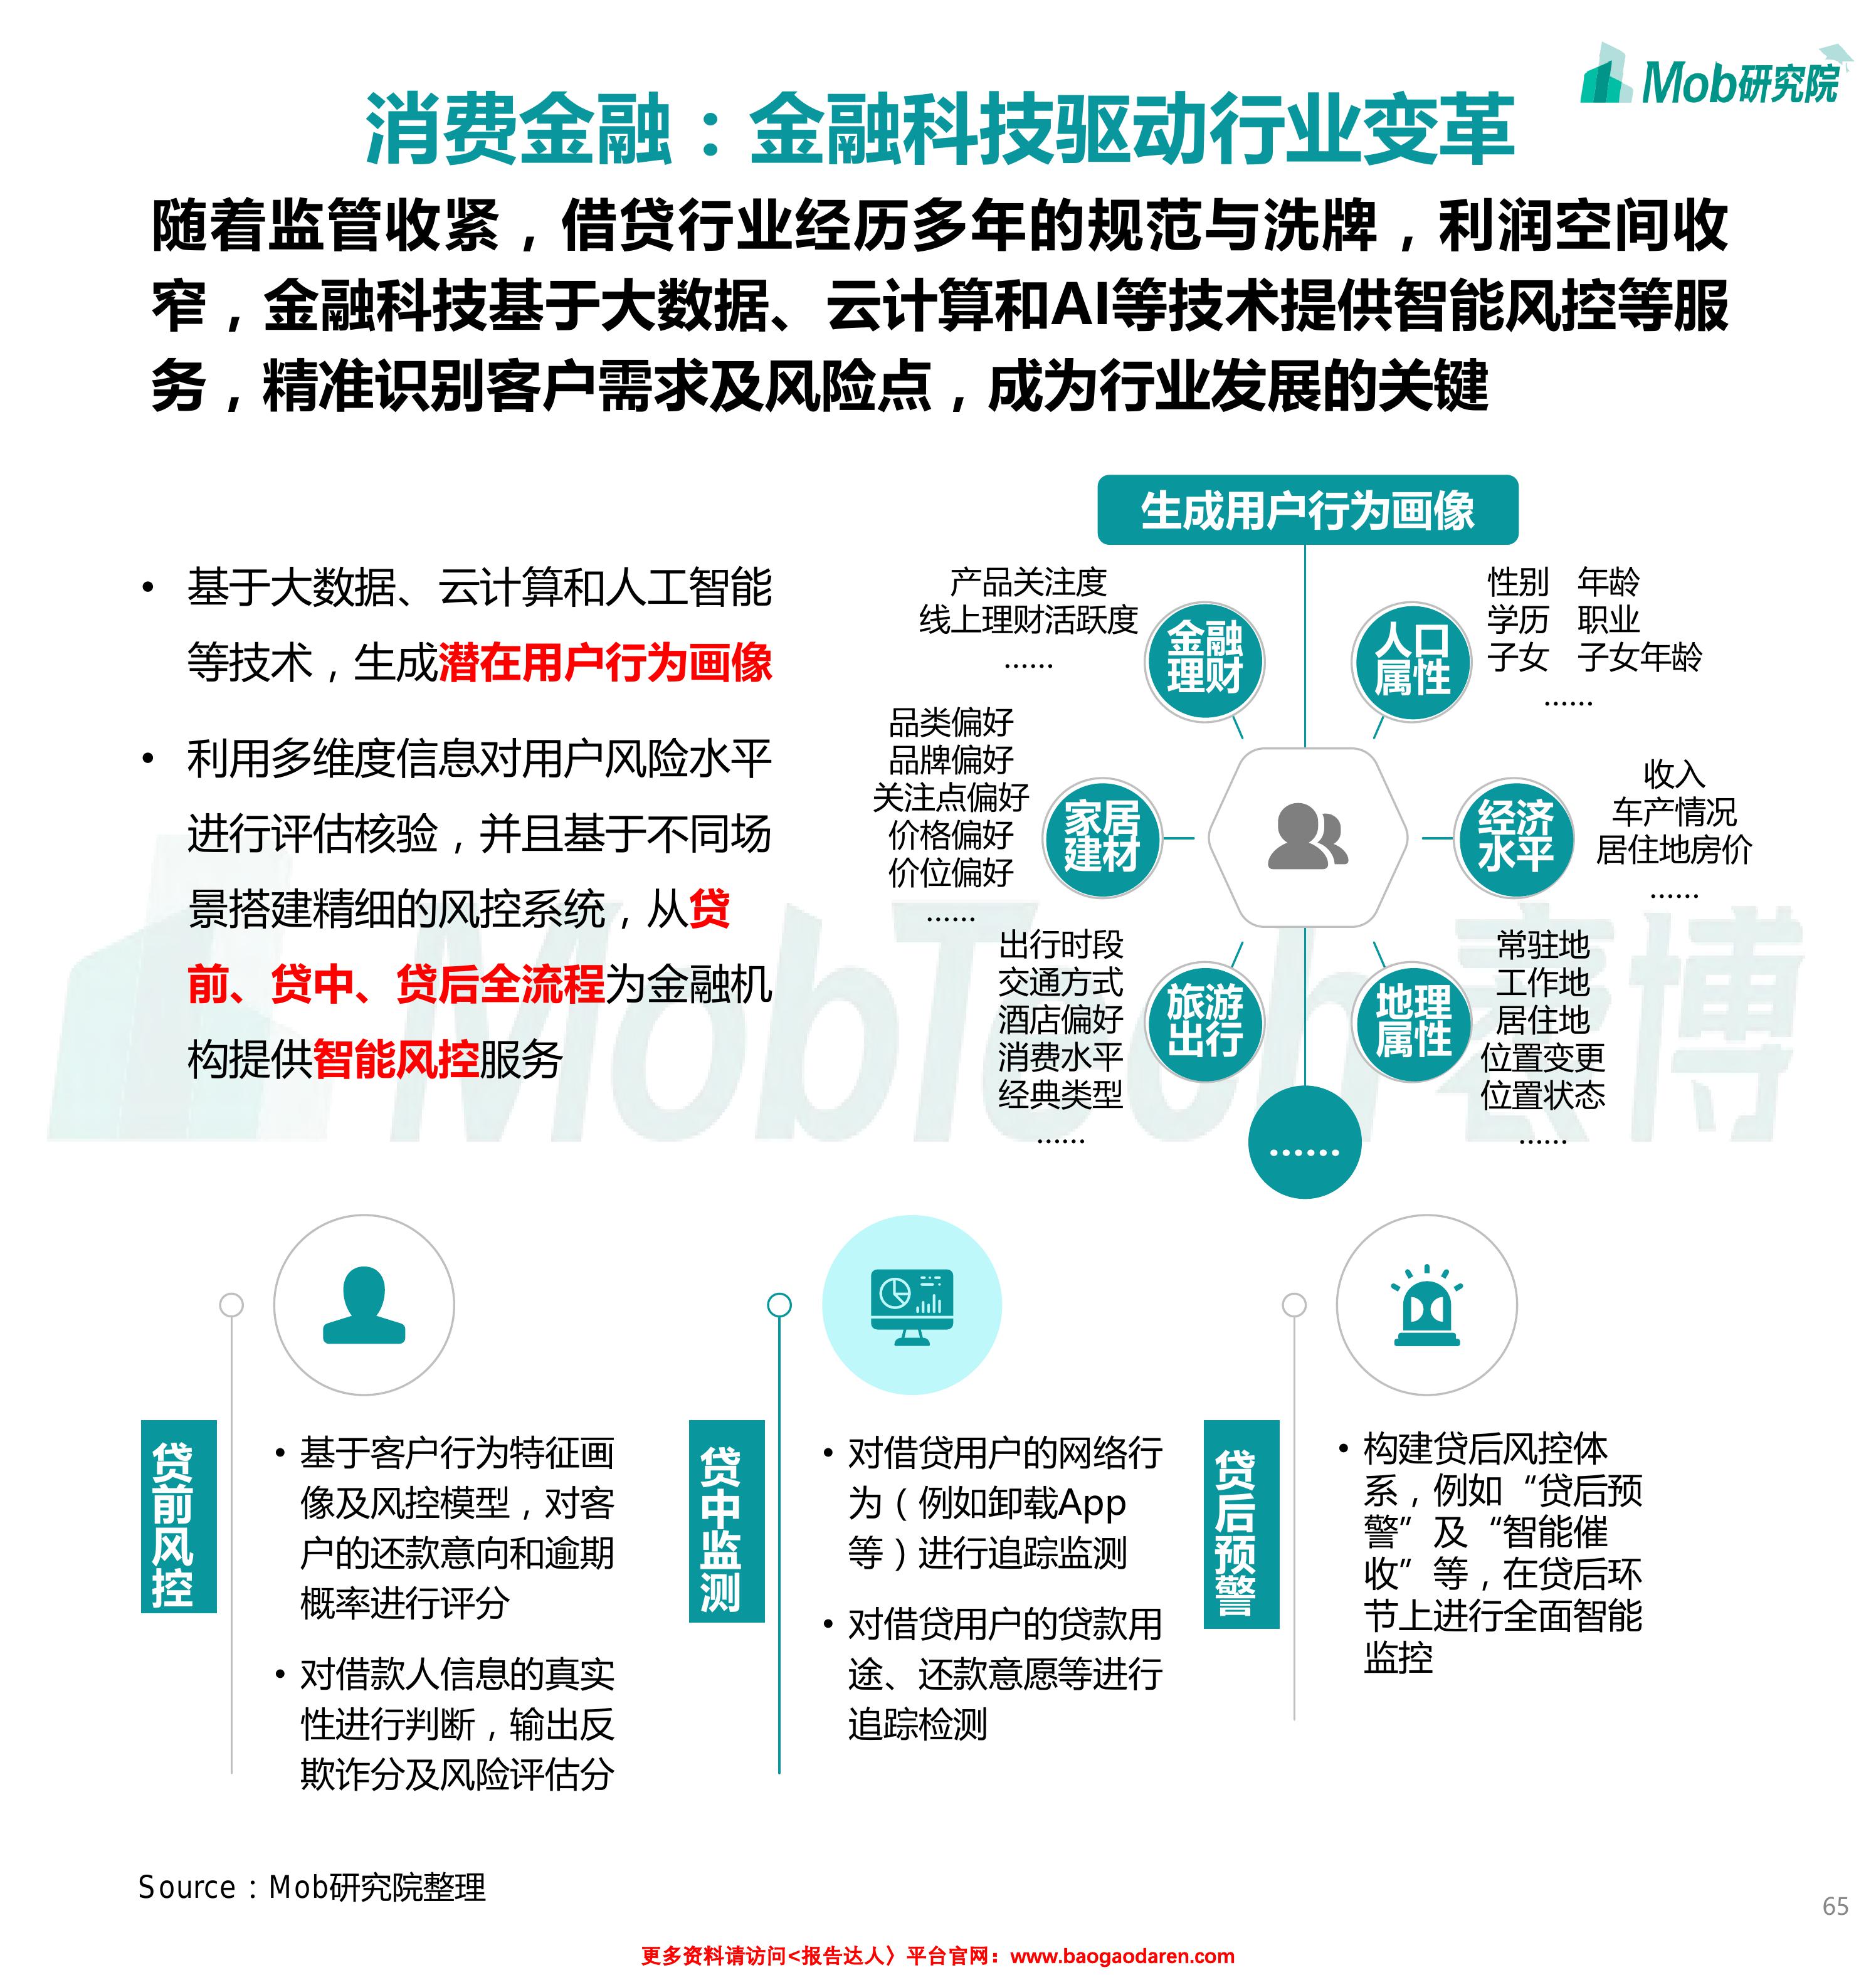 Mob研究院
消费金融：金融科技驱动行业变革
随着监管收紧，借贷行业经历多年的规范与洗牌，利润空间收
窄，金融科技基于大数据、云计算和AI等技术提供智能风控等服
务，精准识别客户需求及风险点，成为行业发展的关键
• 基于大数据、云计算和人工智能
等技术，生成潜在用户行为画像
• 利用多维度信息对用户风险水平
进行评估核验，并且基于不同场
景搭建精细的风控系统，从贷
前、贷中、贷后全流程为金融机
构提供智能风控服务
生成用户行为画像
产品关注度
线上理财活跃度
……
金融
理财
人口
属性
性别 年龄
学历 职业
子女 子女年龄
……
品类偏好
品牌偏好
关注点偏好
价格偏好
价位偏好
……
家居
建材
经济
水平
收入
车产情况
居住地房价
……
出行时段
交通方式
酒店偏好
消费水平
经典类型
……
旅游
出行
地理
属性
常驻地
工作地
居住地
位置变更
位置状态
……
……
MobTech袤博
贷前风控
• 基于客户行为特征画
像及风控模型，对客
户的还款意向和逾期
概率进行评分
• 对借款人信息的真实
性进行判断，输出反
欺诈分及风险评估分
贷中监测
• 对借贷用户的网络行
为（例如卸载App
等）进行追踪监测
• 对借贷用户的贷款用
途、还款意愿等进行
追踪检测
贷后预警
• 构建贷后风控体
系，例如“贷后预
警”及“智能催
收”等，在贷后环
节上进行全面智能
监控
Source：Mob研究院整理
65
更多资料请访问<报告达人〉平台官网：www.baogaodaren.com